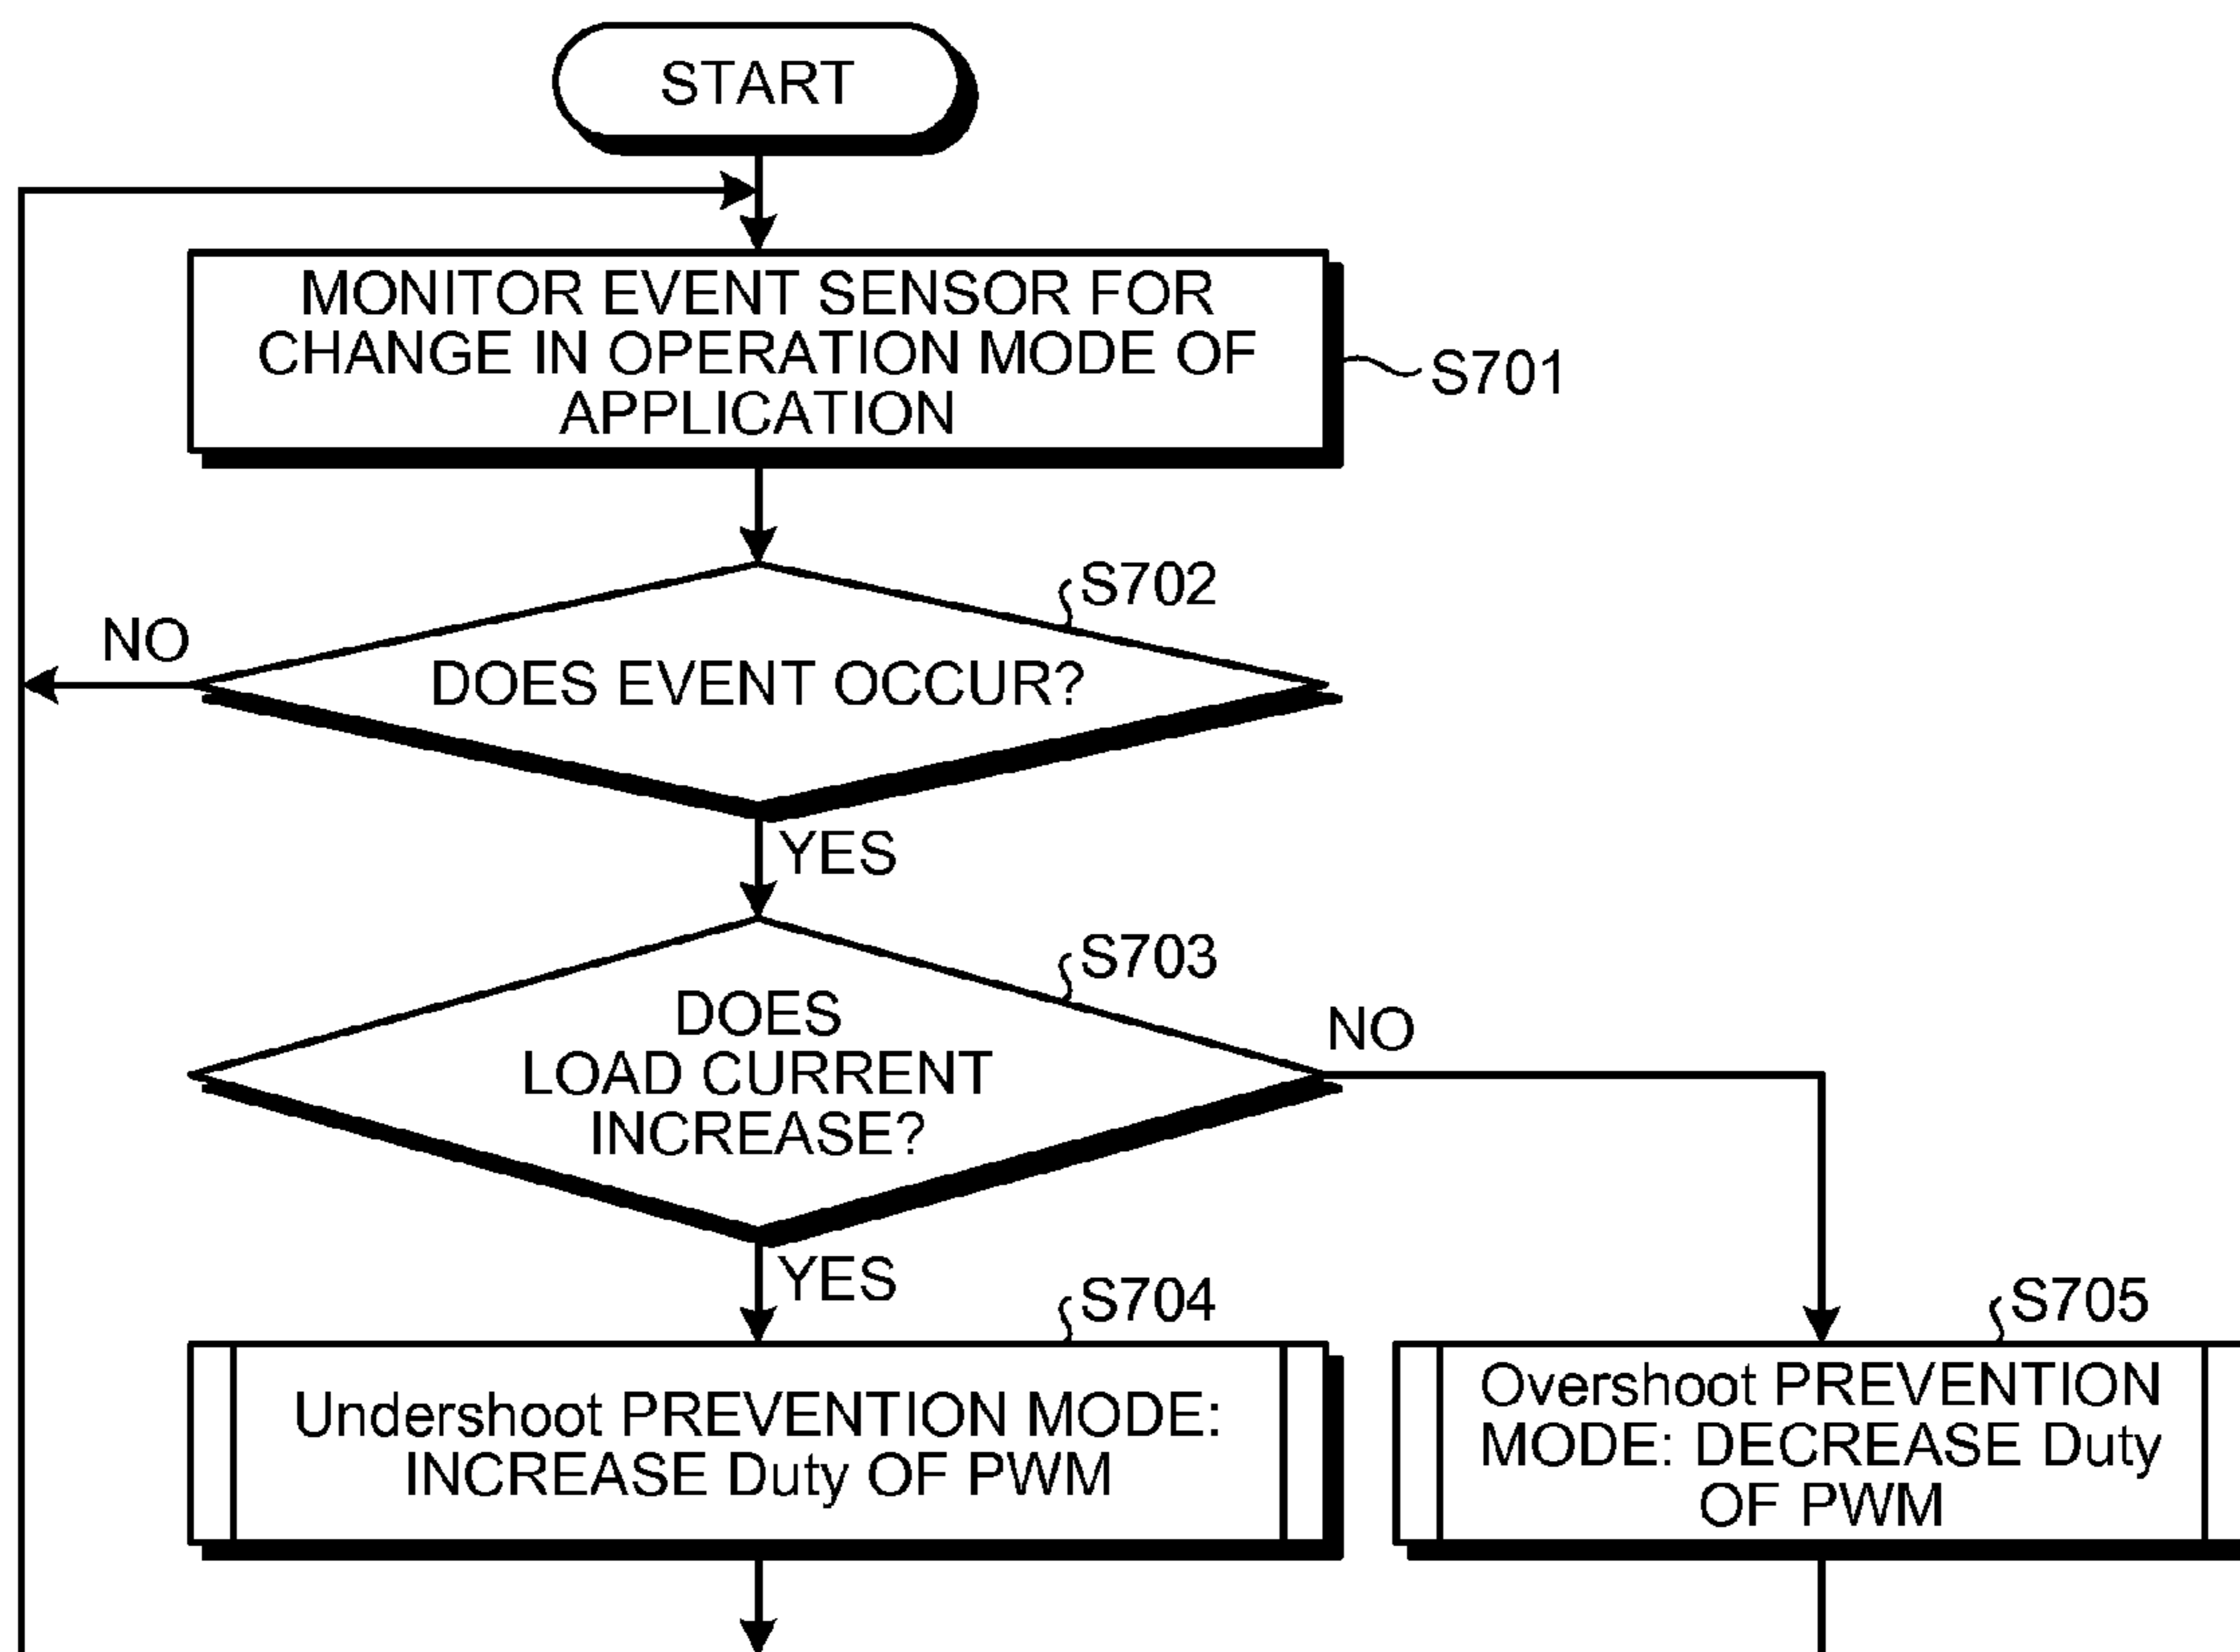 START
MONITOR EVENT SENSOR FOR
CHANGE IN OPERATION MODE OF
APPLICATION
S701
S702
NO
DOES EVENT OCCUR?
YES
S703
DOES
LOAD CURRENT
INCREASE?
NO
YES
S704
Undershoot PREVENTION MODE:
INCREASE Duty OF PWM
S705
Overshoot PREVENTION
MODE: DECREASE Duty
OF PWM